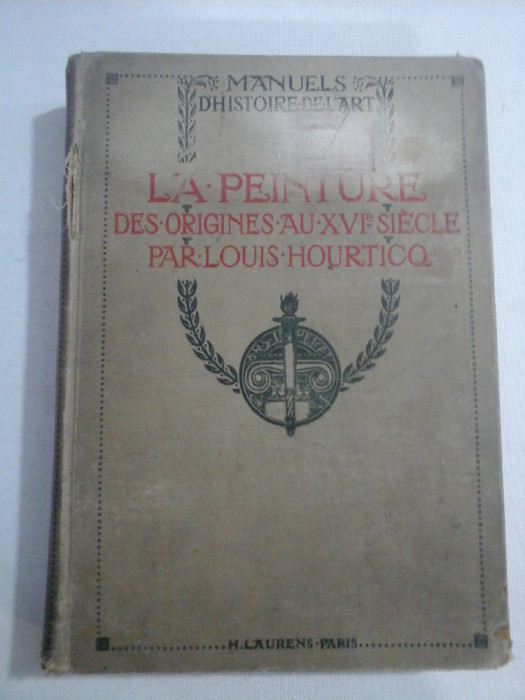 MANUELS
D'HISTOIRE·DE·L'ART
LA·PEINTURE
DES·ORIGINES·AU·XVIe·SIÈCLE
PAR·LOUIS·HOURTICQ
H.LAURENS·PARIS